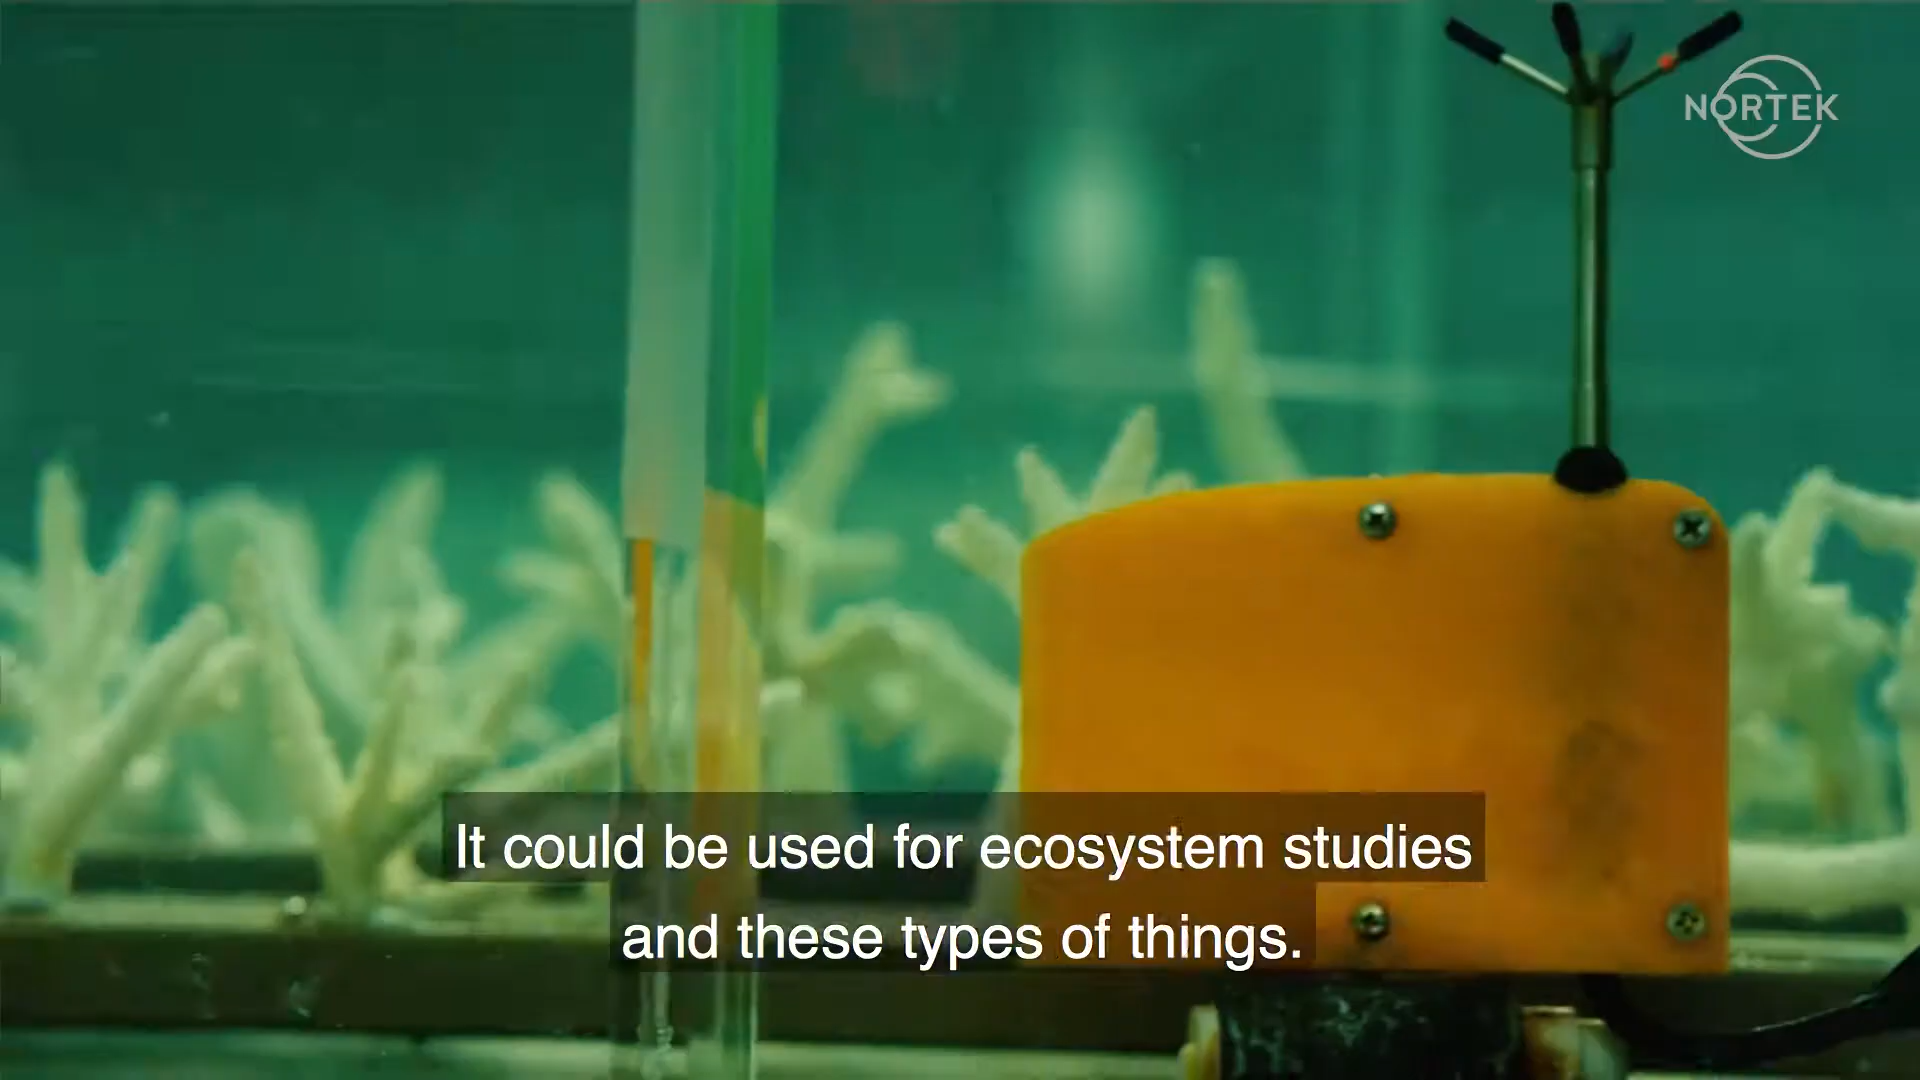 NORTEK
It could be used for ecosystem studies
and these types of things.